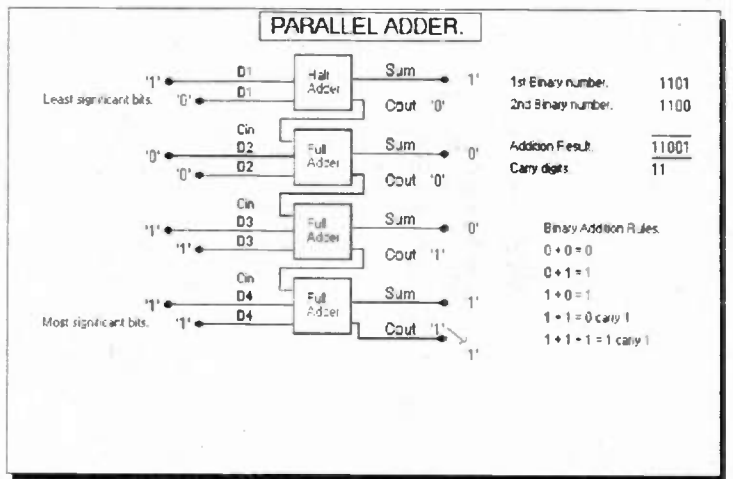 PARALLEL ADDER.
'1' D1 Half Adder Sum 1'
Least significant bits. '0' D1 Cout '0'
Cin
'0' D2 Full Adder Sum 0'
'0' D2 Cout '0'
Cin
'1' D3 Full Adder Sum 0'
'1' D3 Cout '1'
Cin
'1' D4 Full Adder Sum 1'
Most significant bits. '1' D4 Cout '1'
1'
1st Binary number. 1101
2nd Binary number. 1100
Addition Result. 11001
Carry digits 11
Binary Addition Rules.
0 + 0 = 0
0 + 1 = 1
1 + 0 = 1
1 + 1 = 0 carry 1
1 + 1 + 1 = 1 carry 1